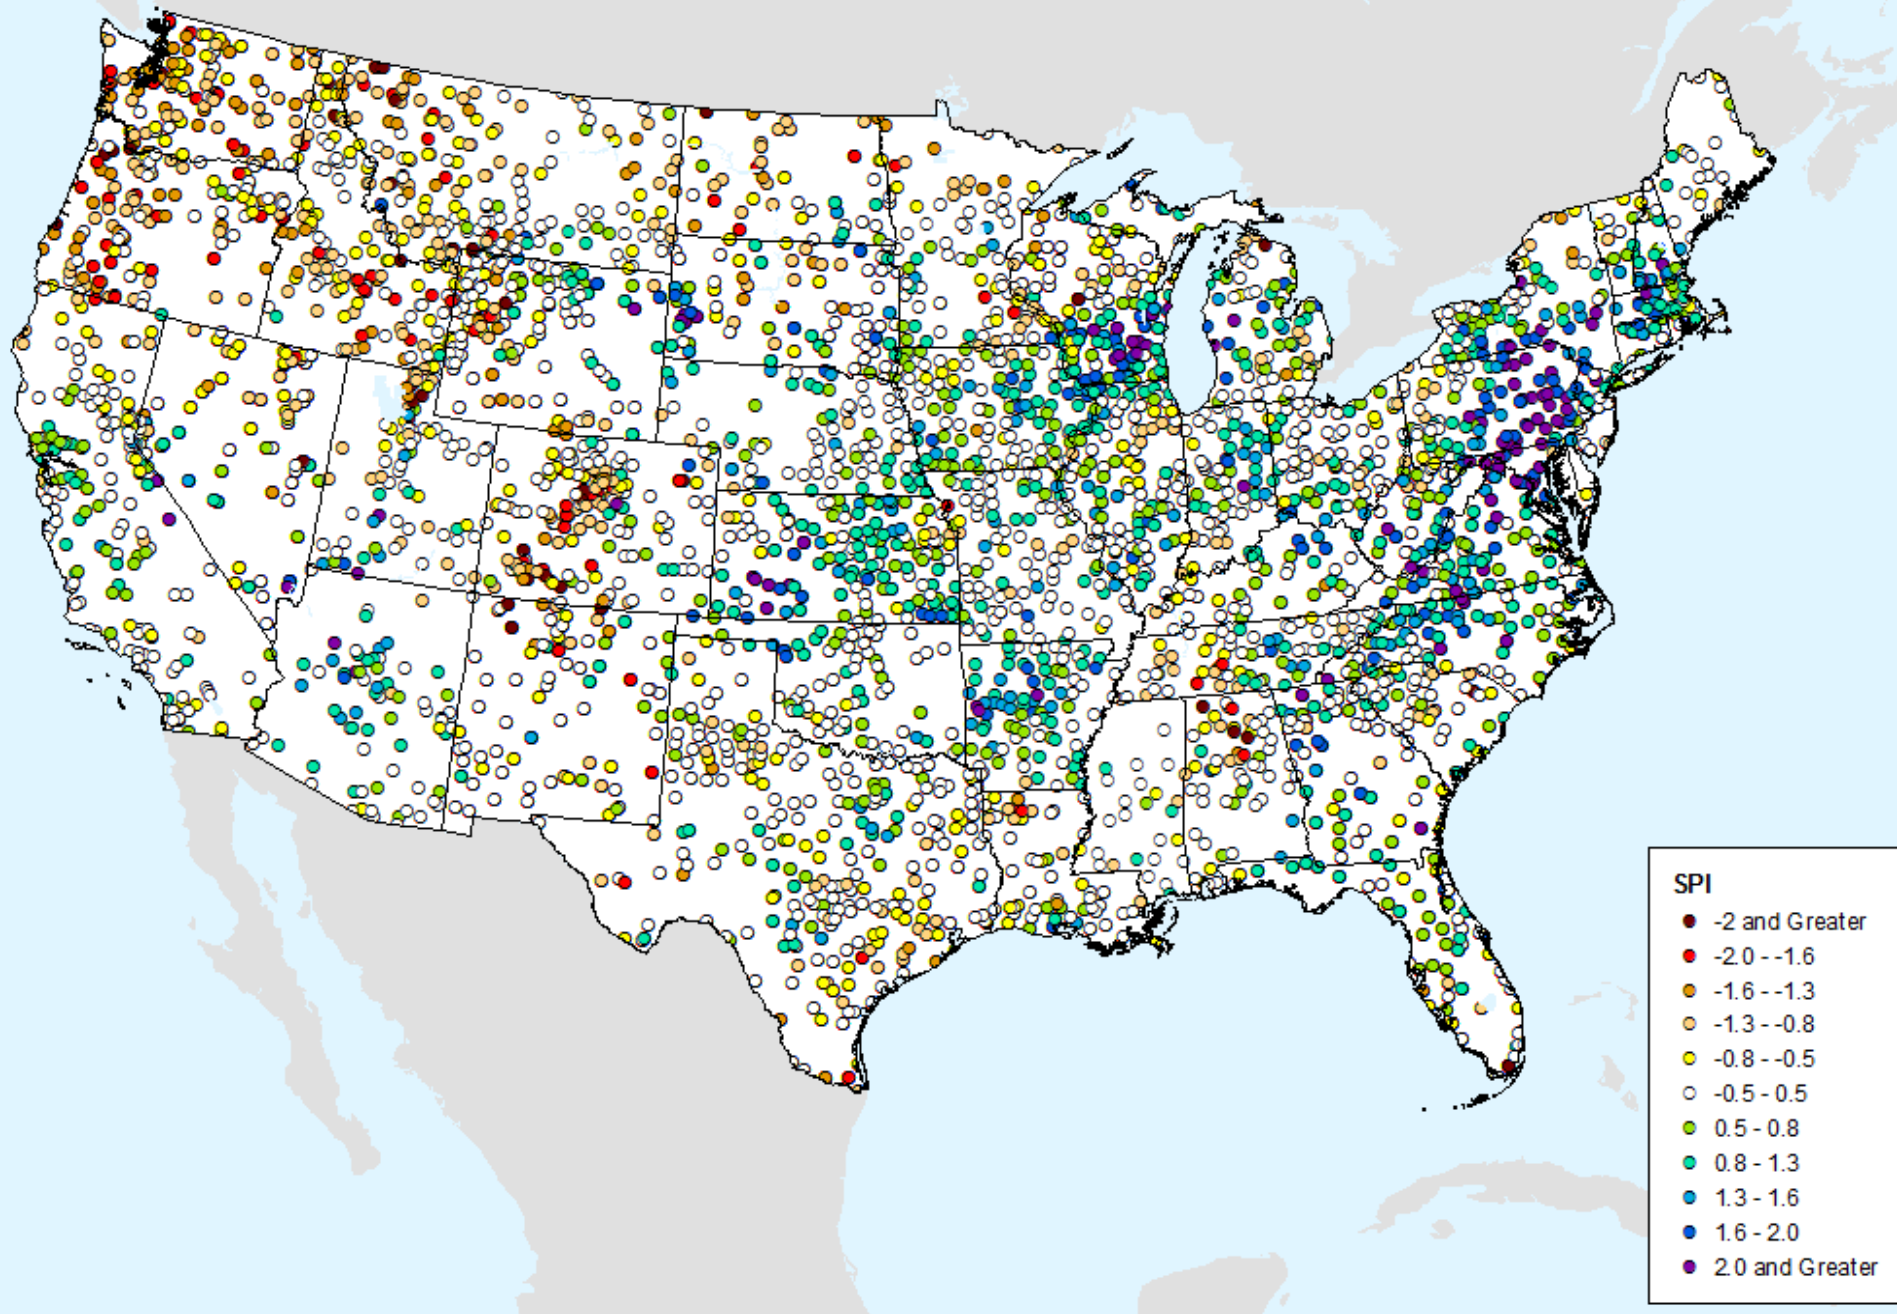 SPI
-2 and Greater
-2.0 - -1.6
-1.6 - -1.3
-1.3 - -0.8
-0.8 - -0.5
-0.5 - 0.5
0.5 - 0.8
0.8 - 1.3
1.3 - 1.6
1.6 - 2.0
2.0 and Greater